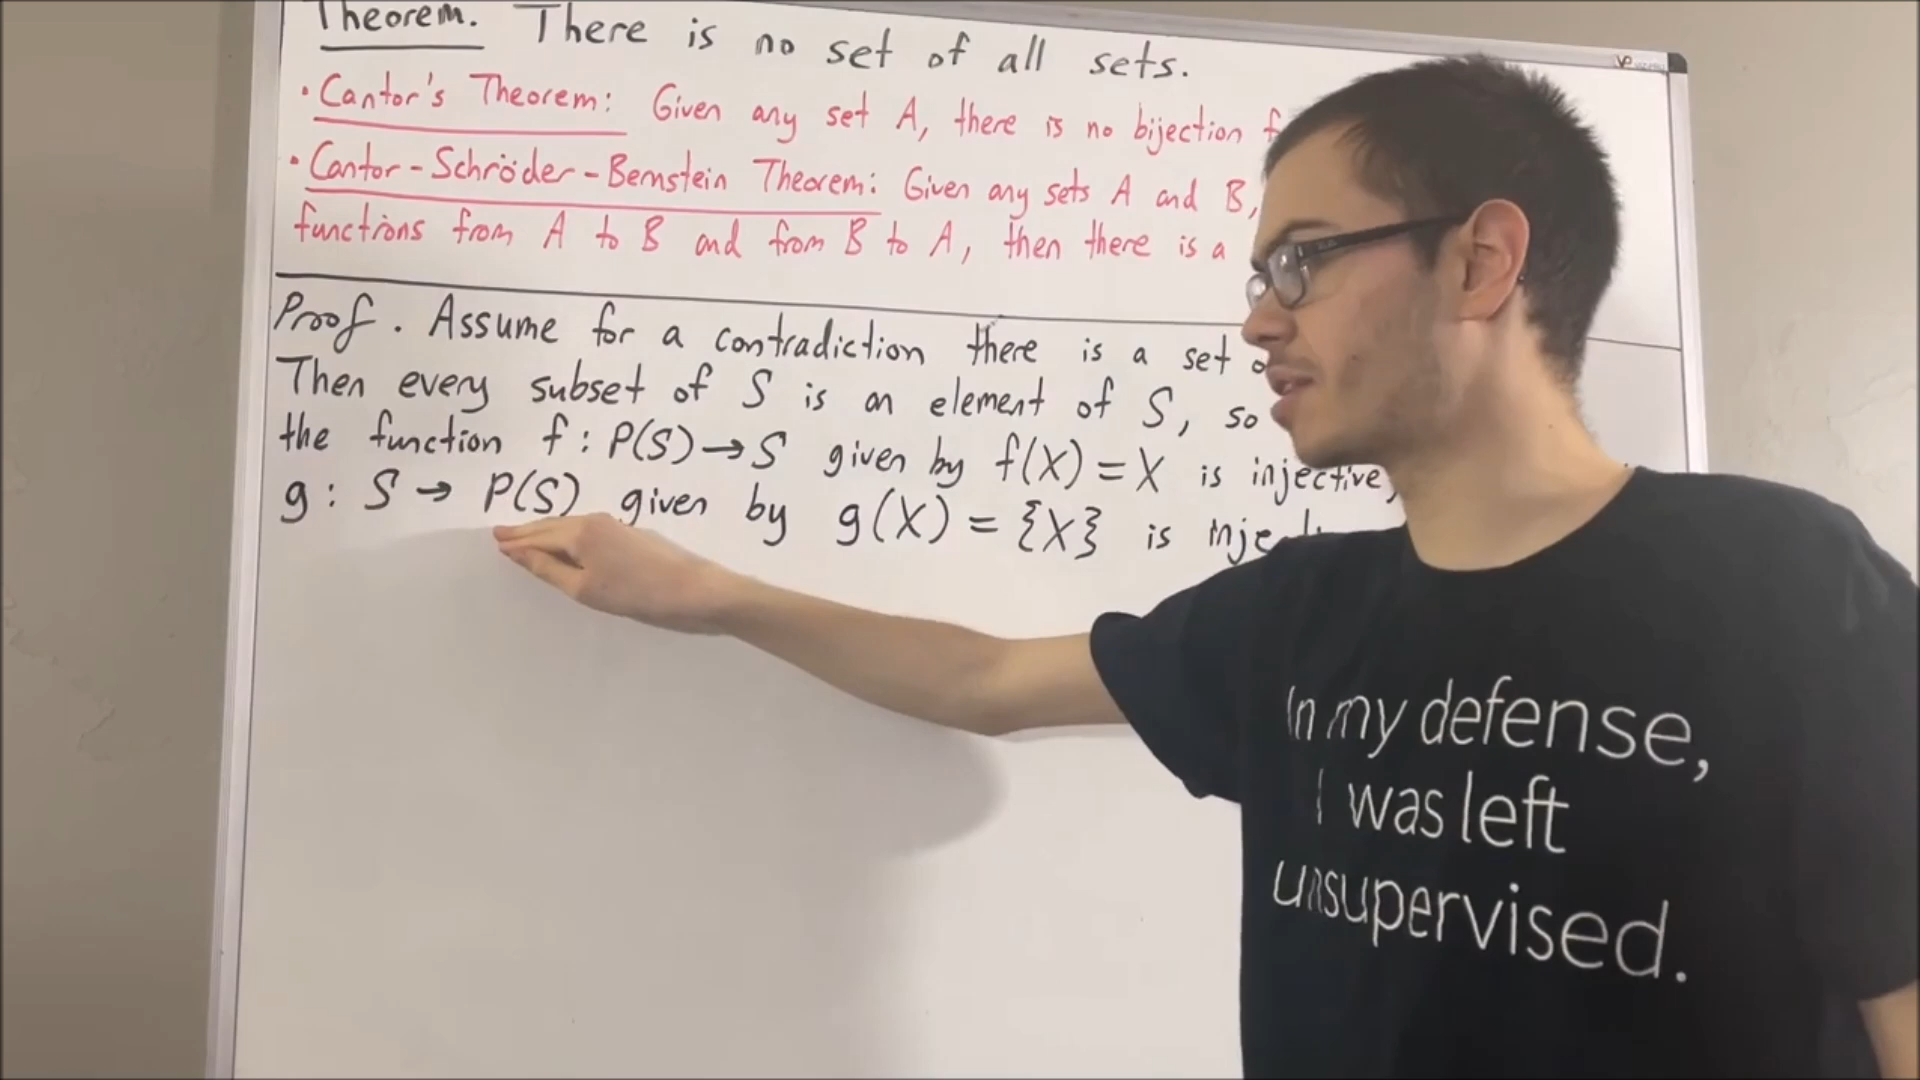 Theorem. There is no set of all sets.
• Cantor's Theorem: Given any set A, there is no bijection
• Cantor-Schröder-Bernstein Theorem: Given any sets A and B,
functions from A to B and from B to A, then there is a
Proof. Assume for a contradiction there is a set
Then every subset of S is an element of S, so
the function f: P(S)→S given by f(X)=X is injective,
g: S→ P(S) given by g(X) = {X} is
In my defense,
I was left
unsupervised.